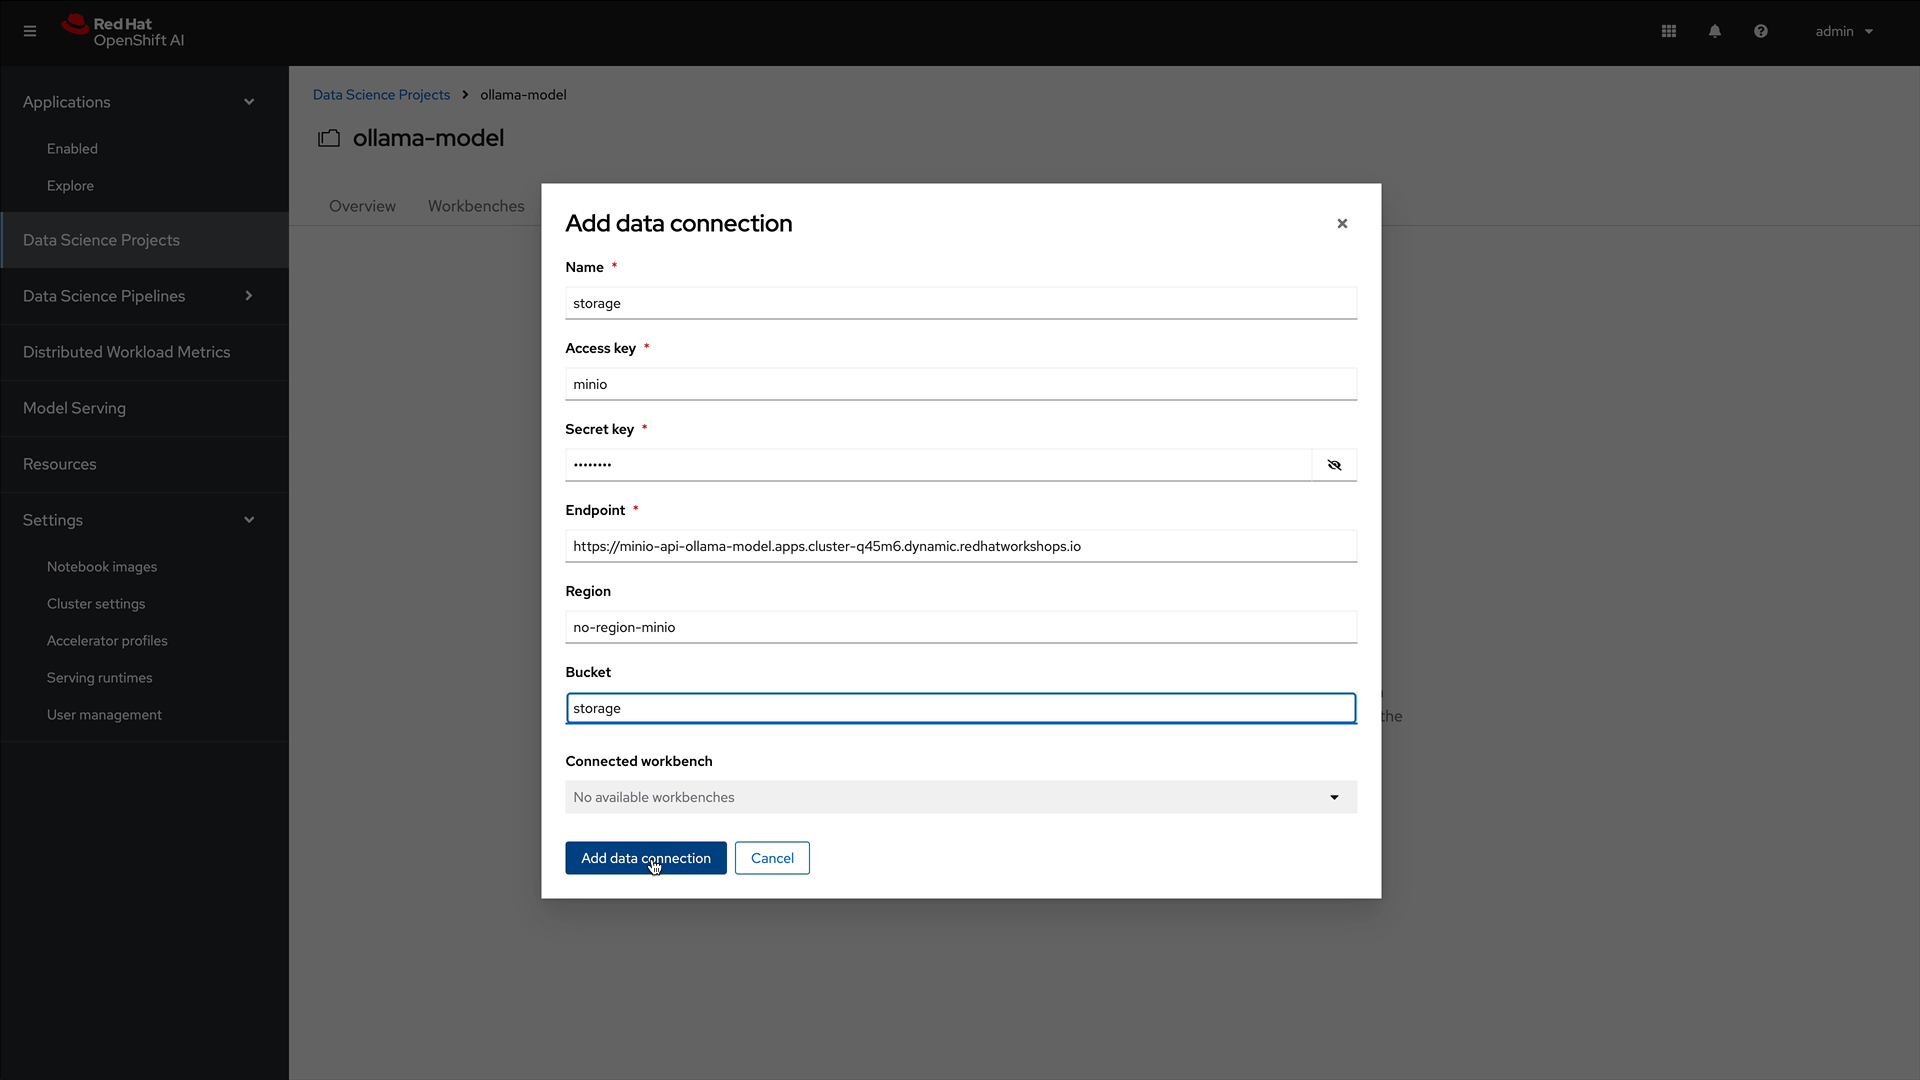 Red Hat
OpenShift AI
admin
Applications
Enabled
Explore
Data Science Projects
Data Science Pipelines
Distributed Workload Metrics
Model Serving
Resources
Settings
Notebook images
Cluster settings
Accelerator profiles
Serving runtimes
User management
Data Science Projects > ollama-model
ollama-model
Overview Workbenches
Add data connection
Name *
storage
Access key *
minio
Secret key *
••••••••
Endpoint *
https://minio-api-ollama-model.apps.cluster-q45m6.dynamic.redhatworkshops.io
Region
no-region-minio
Bucket
storage
Connected workbench
No available workbenches
Add data connection Cancel
the